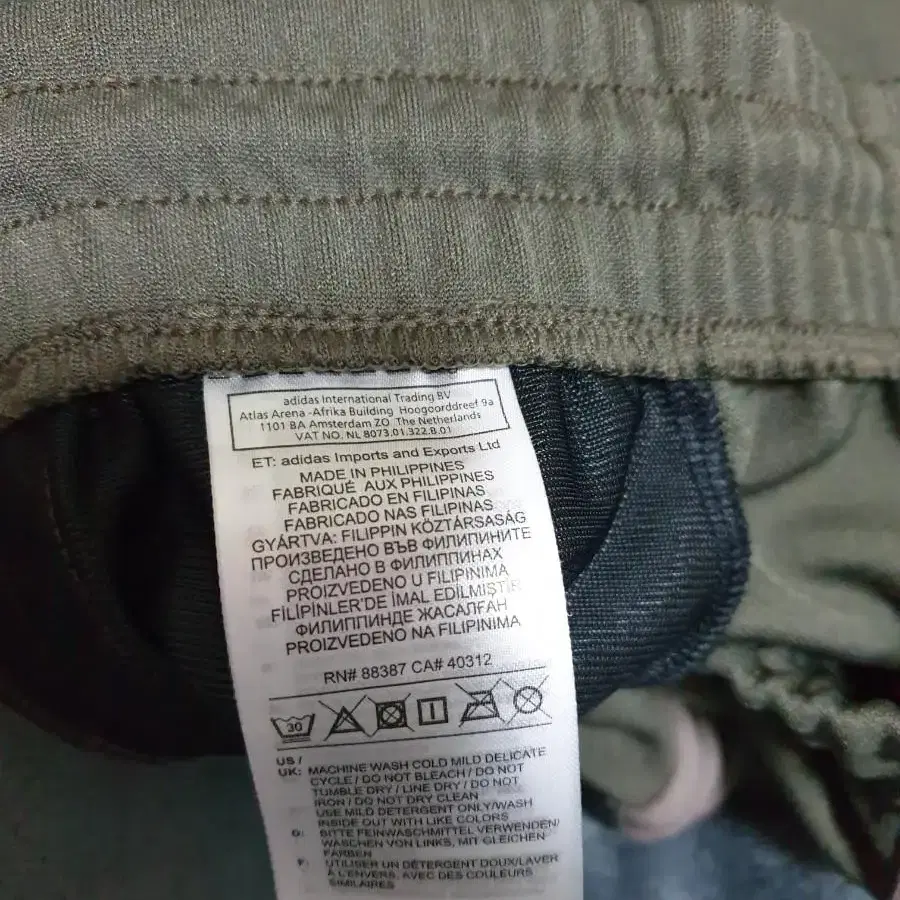 adidas International Trading BV
Atlas Arena -Afrika Building Hoogoorddreef 9a
1101 BA Amsterdam ZO. The Netherlands
VAT NO. NL 8073.01.322.B.01
ET: adidas Imports and Exports Ltd
MADE IN PHILIPPINES
FABRIQUÉ AUX PHILIPPINES
FABRICADO EN FILIPINAS
FABRICADO NAS FILIPINAS
GYÁRTVA: FILIPPIN KÖZTÁRSASÁG
ПРОИЗВЕДЕНО ВЪВ ФИЛИПИНИТЕ
СДЕЛАНО В ФИЛИППИНАХ
PROIZVEDENO U FILIPINIMA
FİLİPİNLER'DE İMAL EDİLMİŞTİR
ФИЛИППИНДЕ ЖАСАЛҒАН
PROIZVEDENO NA FILIPINIMA
RN# 88387 CA# 40312
30
US /
UK: MACHINE WASH COLD MILD DELICATE
CYCLE / DO NOT BLEACH / DO NOT
TUMBLE DRY / LINE DRY / DO NOT
IRON / DO NOT DRY CLEAN
USE MILD DETERGENT ONLY/WASH
INSIDE OUT WITH LIKE COLORS
D: BITTE FEINWASCHMITTEL VERWENDEN/
WASCHEN VON LINKS, MIT GLEICHEN
FARBEN
F: UTILISER UN DÉTERGENT DOUX/LAVER
À L'ENVERS, AVEC DES COULEURS
SIMILAIRES